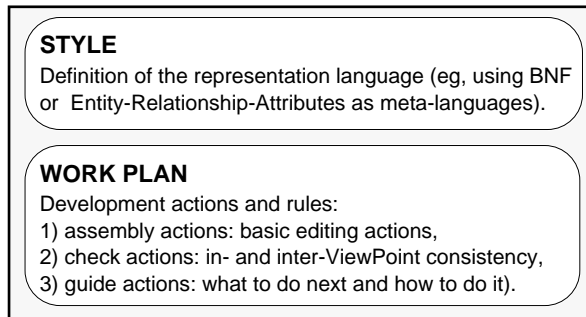 STYLE
Definition of the representation language (eg, using BNF
or Entity-Relationship-Attributes as meta-languages).
WORK PLAN
Development actions and rules:
1) assembly actions: basic editing actions,
2) check actions: in- and inter-ViewPoint consistency,
3) guide actions: what to do next and how to do it).